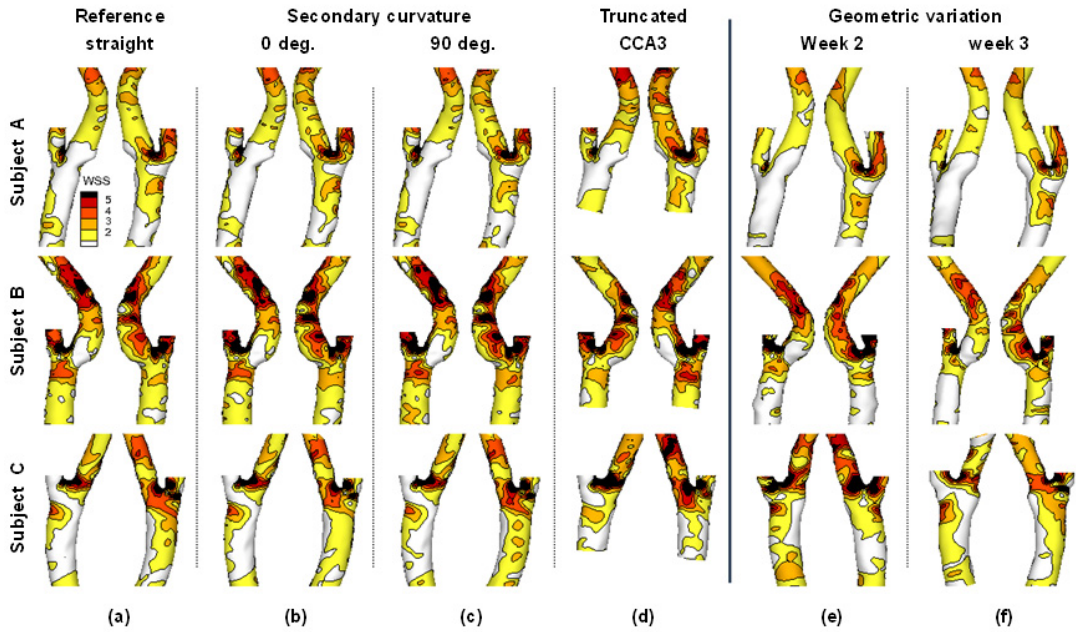 Reference Secondary curvature Truncated Geometric variation
straight 0 deg. 90 deg. CCA3 Week 2 week 3
Subject A
WSS
5
4
3
2
Subject B
Subject C
(a) (b) (c) (d) (e) (f)